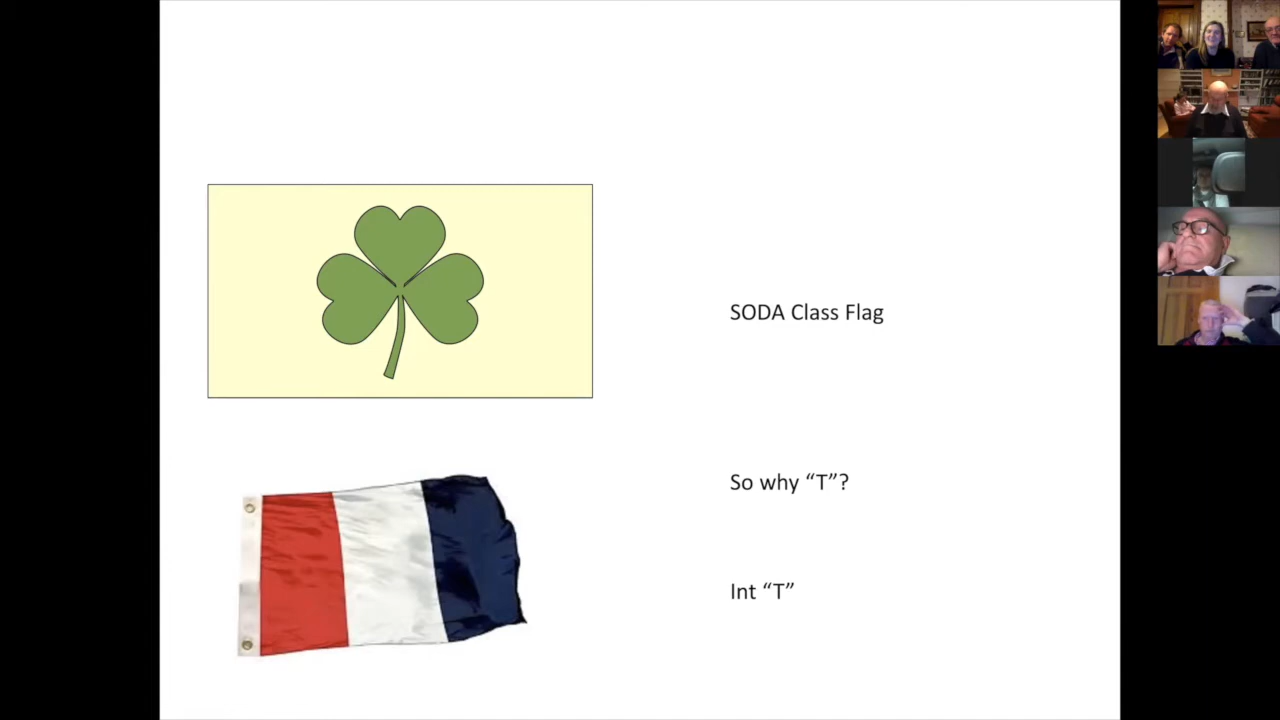 SODA Class Flag
So why “T”?
Int “T”